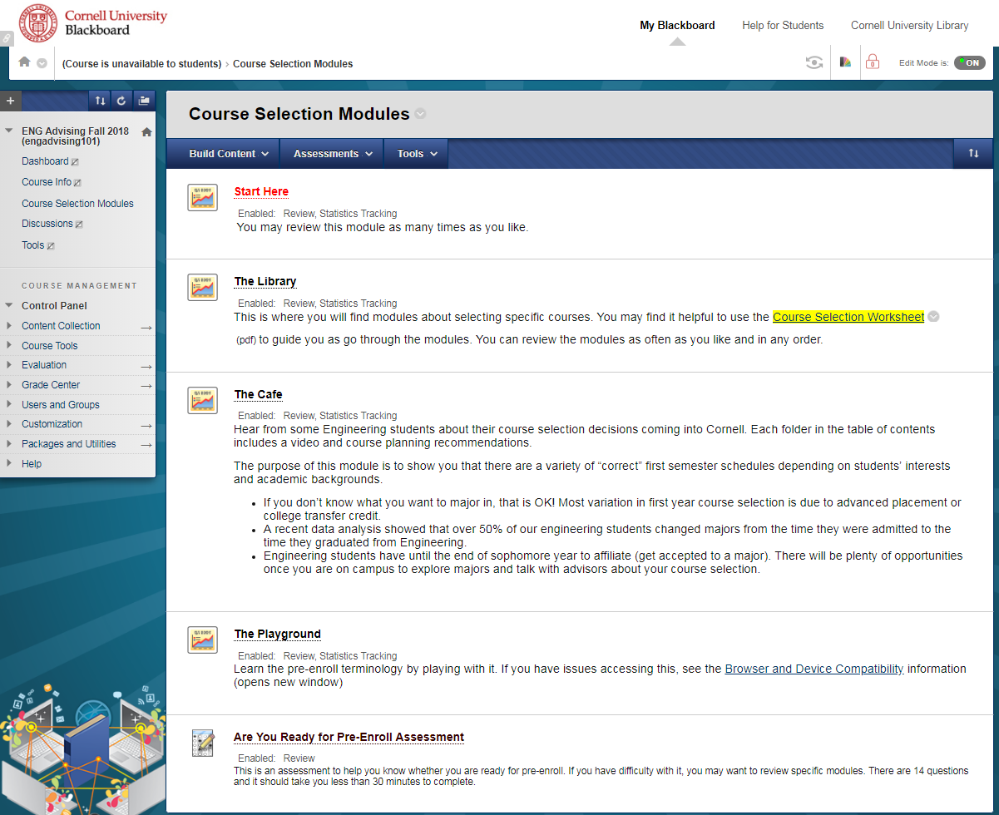 Cornell University
Blackboard
My Blackboard
Help for Students
Cornell University Library
(Course is unavailable to students) › Course Selection Modules
Edit Mode is: ON
ENG Advising Fall 2018
(engadvising101)
Dashboard
Course Info
Course Selection Modules
Discussions
Tools
COURSE MANAGEMENT
Control Panel
Content Collection
Course Tools
Evaluation
Grade Center
Users and Groups
Customization
Packages and Utilities
Help
Course Selection Modules
Build Content
Assessments
Tools
Start Here
Enabled: Review, Statistics Tracking
You may review this module as many times as you like.
The Library
Enabled: Review, Statistics Tracking
This is where you will find modules about selecting specific courses. You may find it helpful to use the Course Selection Worksheet
(pdf) to guide you as go through the modules. You can review the modules as often as you like and in any order.
The Cafe
Enabled: Review, Statistics Tracking
Hear from some Engineering students about their course selection decisions coming into Cornell. Each folder in the table of contents
includes a video and course planning recommendations.
The purpose of this module is to show you that there are a variety of “correct” first semester schedules depending on students’ interests
and academic backgrounds.
• If you don’t know what you want to major in, that is OK! Most variation in first year course selection is due to advanced placement or
college transfer credit.
• A recent data analysis showed that over 50% of our engineering students changed majors from the time they were admitted to the
time they graduated from Engineering.
• Engineering students have until the end of sophomore year to affiliate (get accepted to a major). There will be plenty of opportunities
once you are on campus to explore majors and talk with advisors about your course selection.
The Playground
Enabled: Review, Statistics Tracking
Learn the pre-enroll terminology by playing with it. If you have issues accessing this, see the Browser and Device Compatibility information
(opens new window)
Are You Ready for Pre-Enroll Assessment
Enabled: Review
This is an assessment to help you know whether you are ready for pre-enroll. If you have difficulty with it, you may want to review specific modules. There are 14 questions
and it should take you less than 30 minutes to complete.